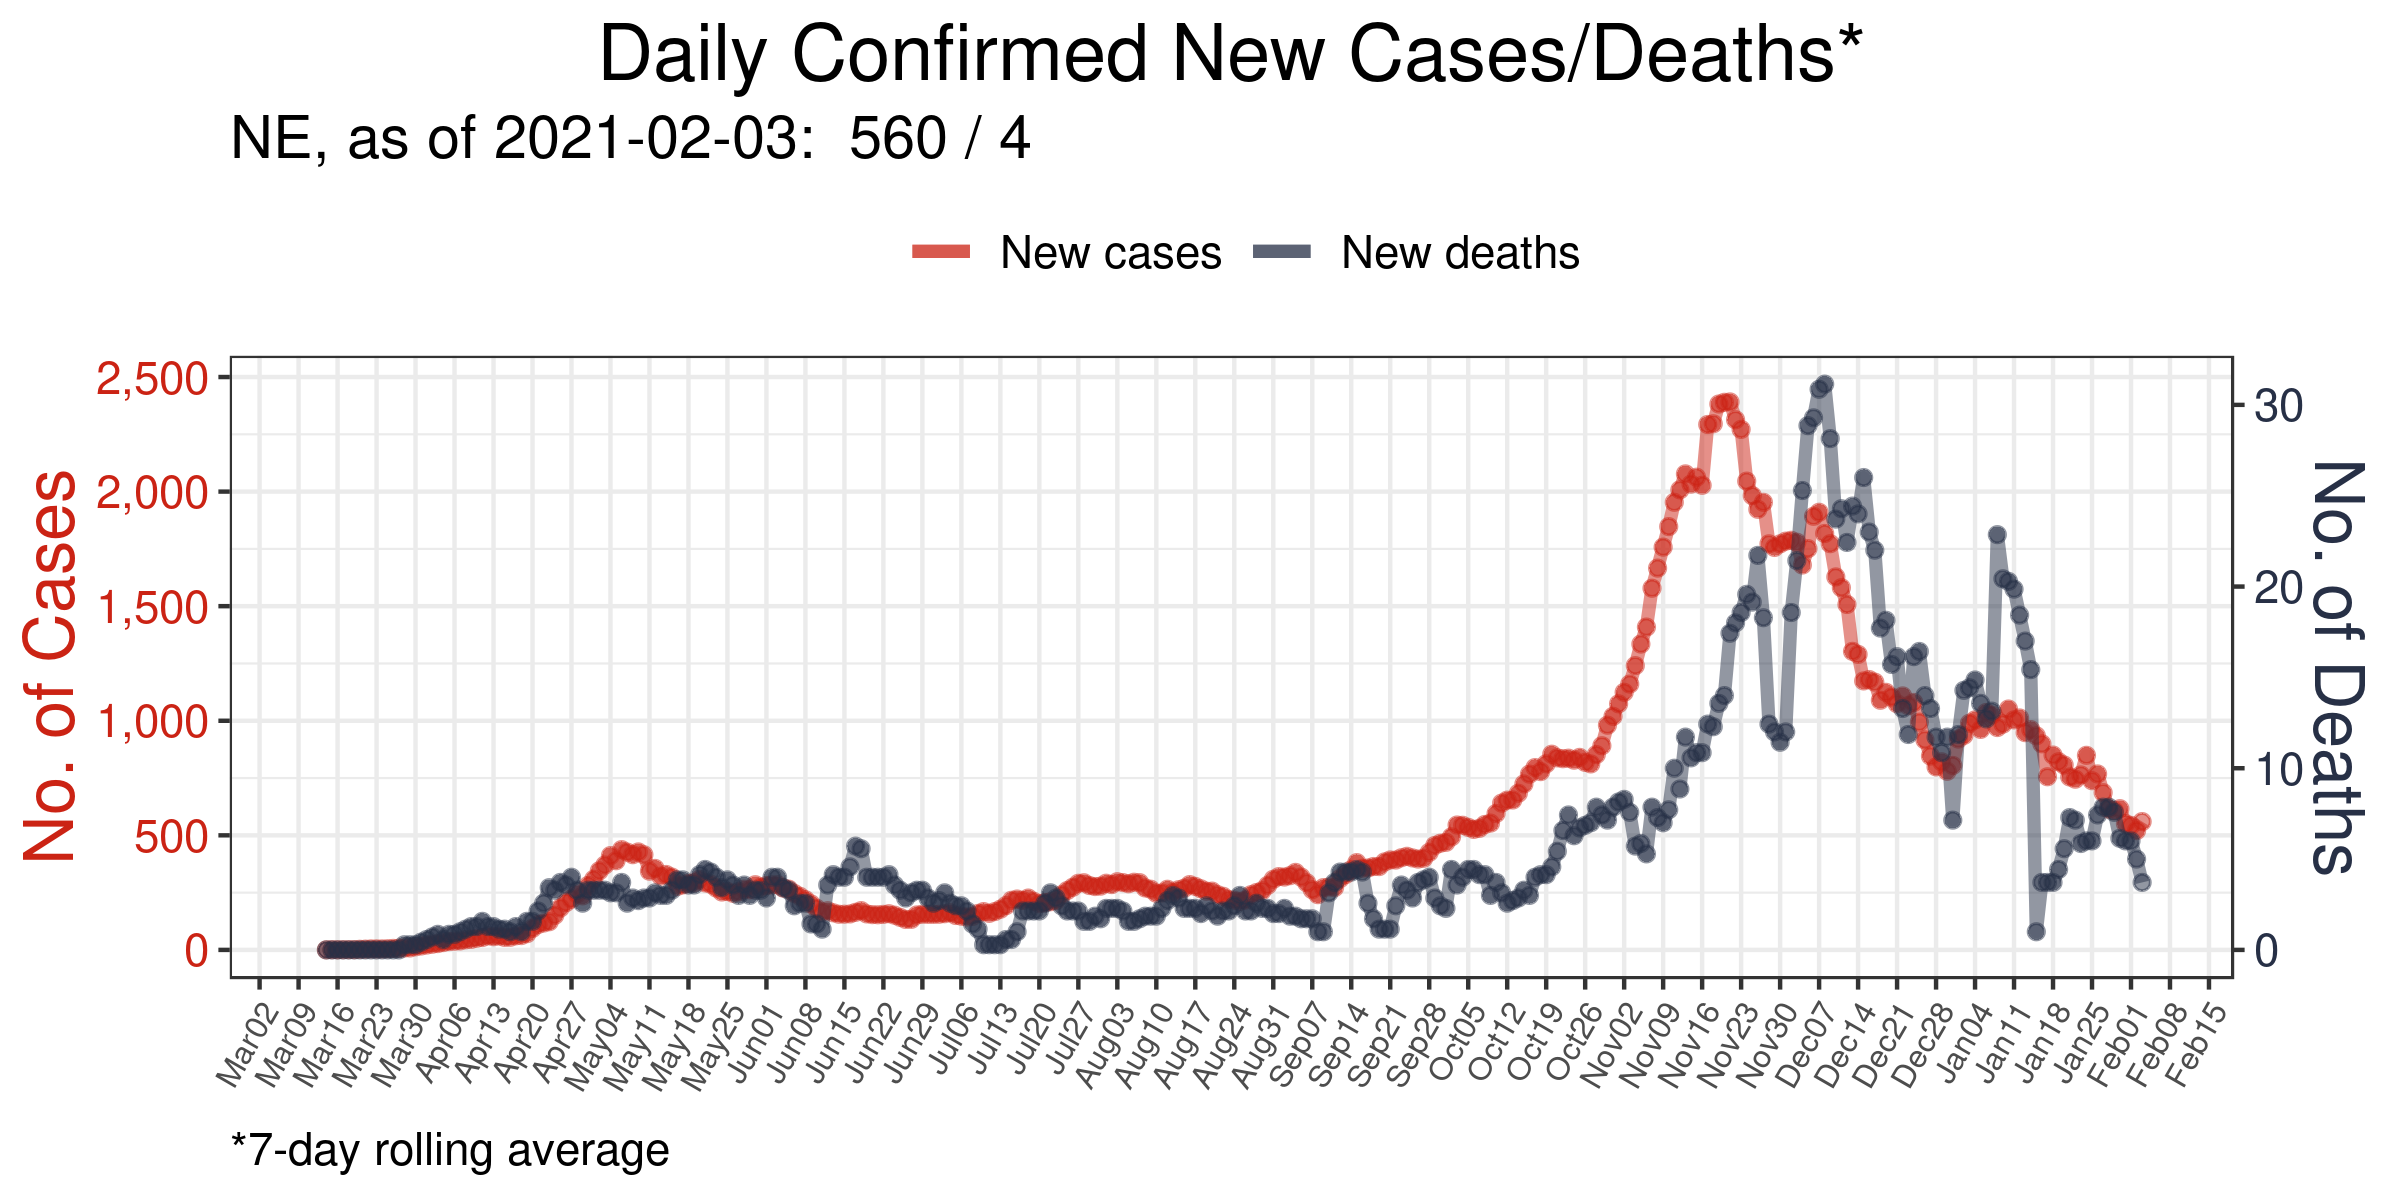 Daily Confirmed New Cases/Deaths*
NE, as of 2021-02-03:  560 / 4
New cases
New deaths
No. of Cases
2,500
2,000
1,500
1,000
500
0
30
20
10
0
No. of Deaths
Mar02
Mar09
Mar16
Mar23
Mar30
Apr06
Apr13
Apr20
Apr27
May04
May11
May18
May25
Jun01
Jun08
Jun15
Jun22
Jun29
Jul06
Jul13
Jul20
Jul27
Aug03
Aug10
Aug17
Aug24
Aug31
Sep07
Sep14
Sep21
Sep28
Oct05
Oct12
Oct19
Oct26
Nov02
Nov09
Nov16
Nov23
Nov30
Dec07
Dec14
Dec21
Dec28
Jan04
Jan11
Jan18
Jan25
Feb01
Feb08
Feb15
*7-day rolling average